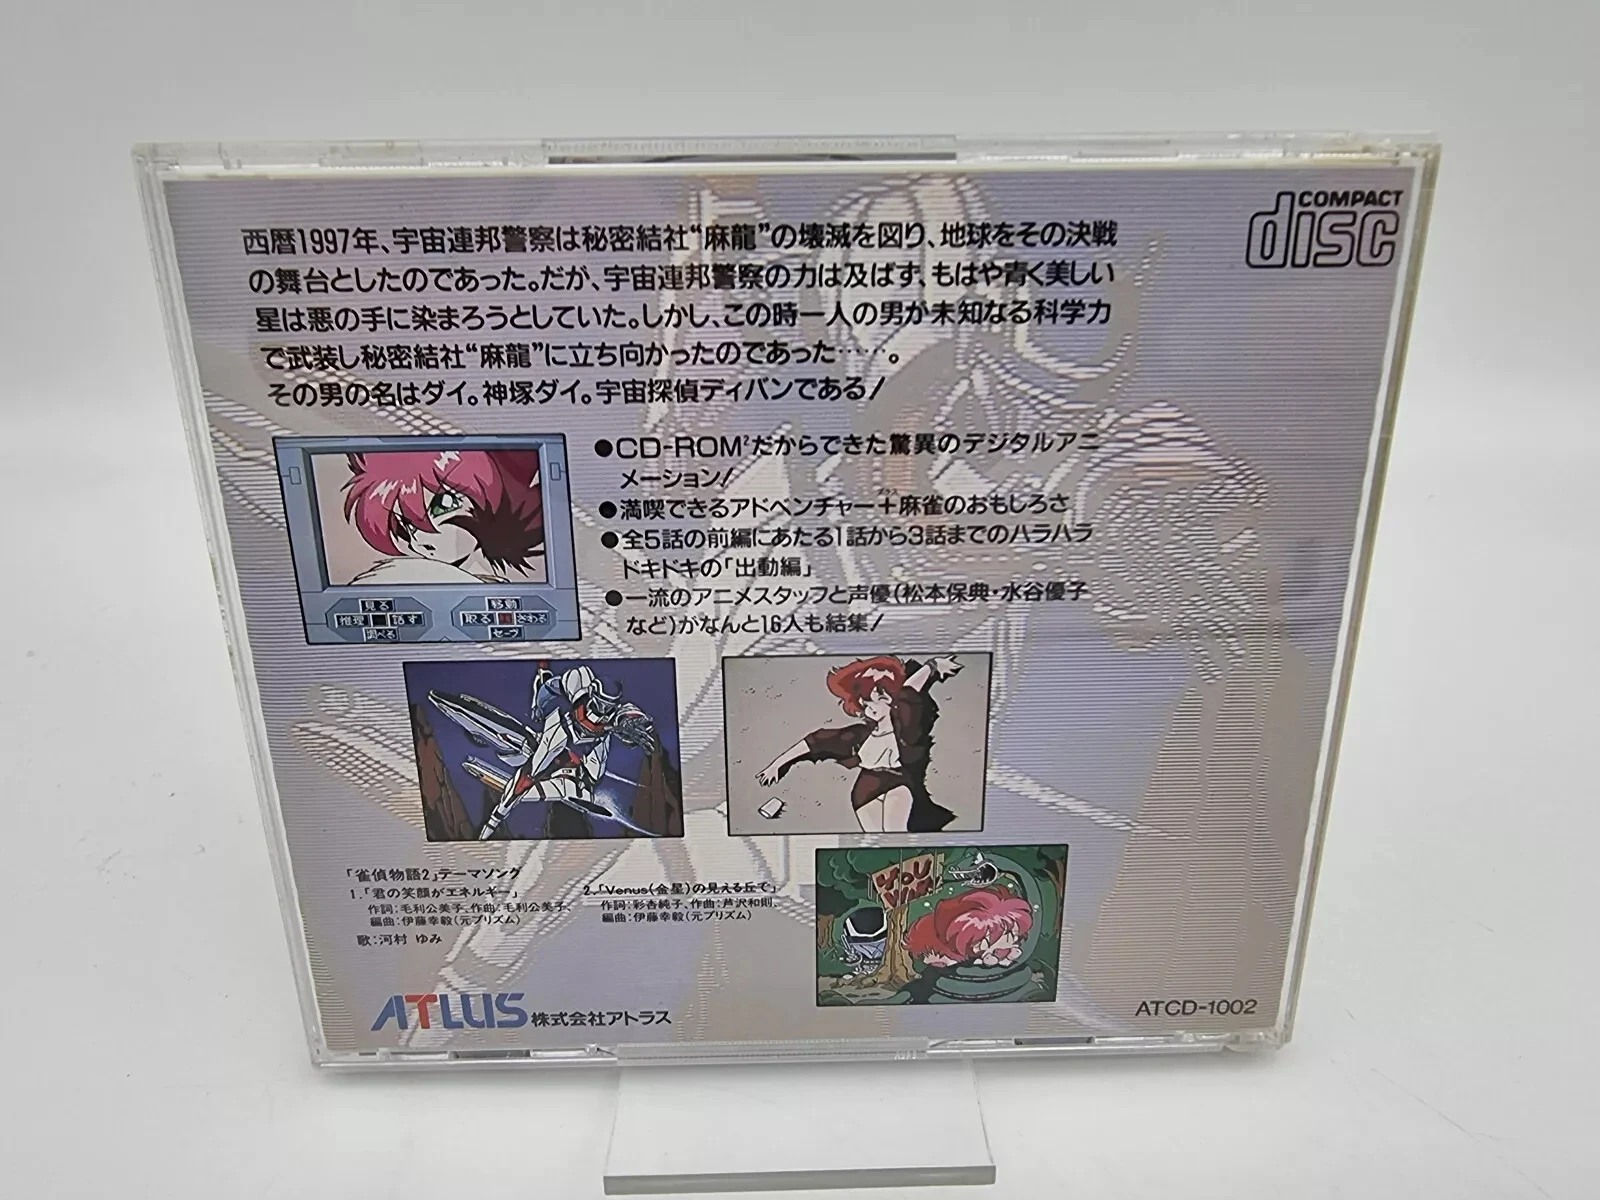 COMPACT
disc
西暦1997年、宇宙連邦警察は秘密結社“麻龍”の壊滅を図り、地球をその決戦
の舞台としたのであった。だが、宇宙連邦警察の力は及ばず、もはや青く美しい
星は悪の手に染まろうとしていた。しかし、この時一人の男が未知なる科学力
で武装し秘密結社“麻龍”に立ち向かったのであった……。
その男の名はダイ。神塚ダイ。宇宙探偵ディバンである!
●CD-ROM²だからできた驚異のデジタルアニ
メーション!
プラス
●満喫できるアドベンチャー+麻雀のおもしろさ
●全5話の前編にあたる1話から3話までのハラハラ
ドキドキの「出動編」
●一流のアニメスタッフと声優(松本保典・水谷優子
など)がなんと16人も結集!
見る
推理
話す
調べる
移動
取る
さわる
セーブ
「雀偵物語2」テーマソング
1.「君の笑顔がエネルギー」
作詞:毛利公美子、作曲:毛利公美子、
編曲:伊藤幸毅(元プリズム)
歌:河村 ゆみ
2.「Venus(金星)の見える丘で」
作詞:彩杏純子、作曲:芦沢和則、
編曲:伊藤幸毅(元プリズム)
YOU
WIN!
ATLUS 株式会社アトラス
ATCD-1002